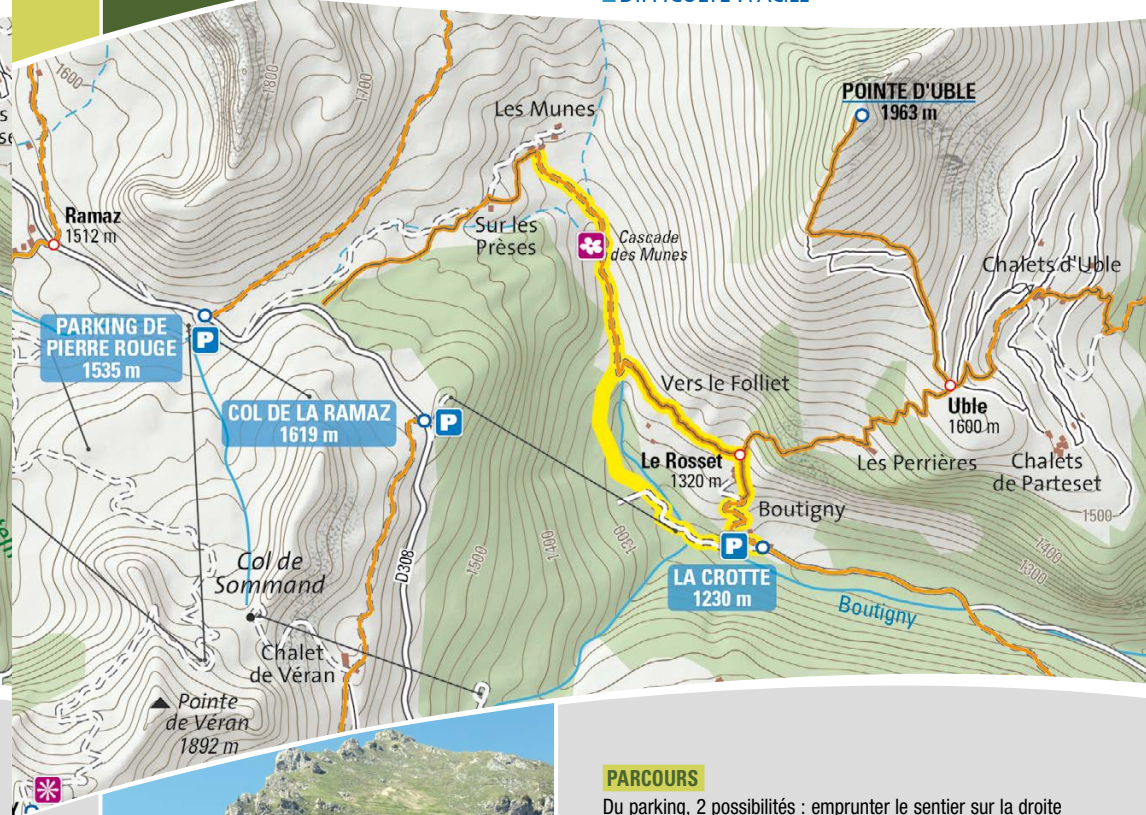 1600
1800
1700
Les Munes
POINTE D'UBLE
1963 m
Ramaz
1512 m
Sur les
Prèses
Cascade
des Munes
Chalets d'Uble
PARKING DE
PIERRE ROUGE
1535 m
P
COL DE LA RAMAZ
1619 m
P
Vers le Folliet
Uble
1600 m
Le Rosset
1320 m
Les Perrières
Chalets
de Parteset
Boutigny
1500
P
LA CROTTE
1230 m
1500
1400
1300
1400
1300
D308
Col de
Sommand
Boutigny
Chalet
de Véran
Pointe
de Véran
1892 m
PARCOURS
Du parking, 2 possibilités : emprunter le sentier sur la droite